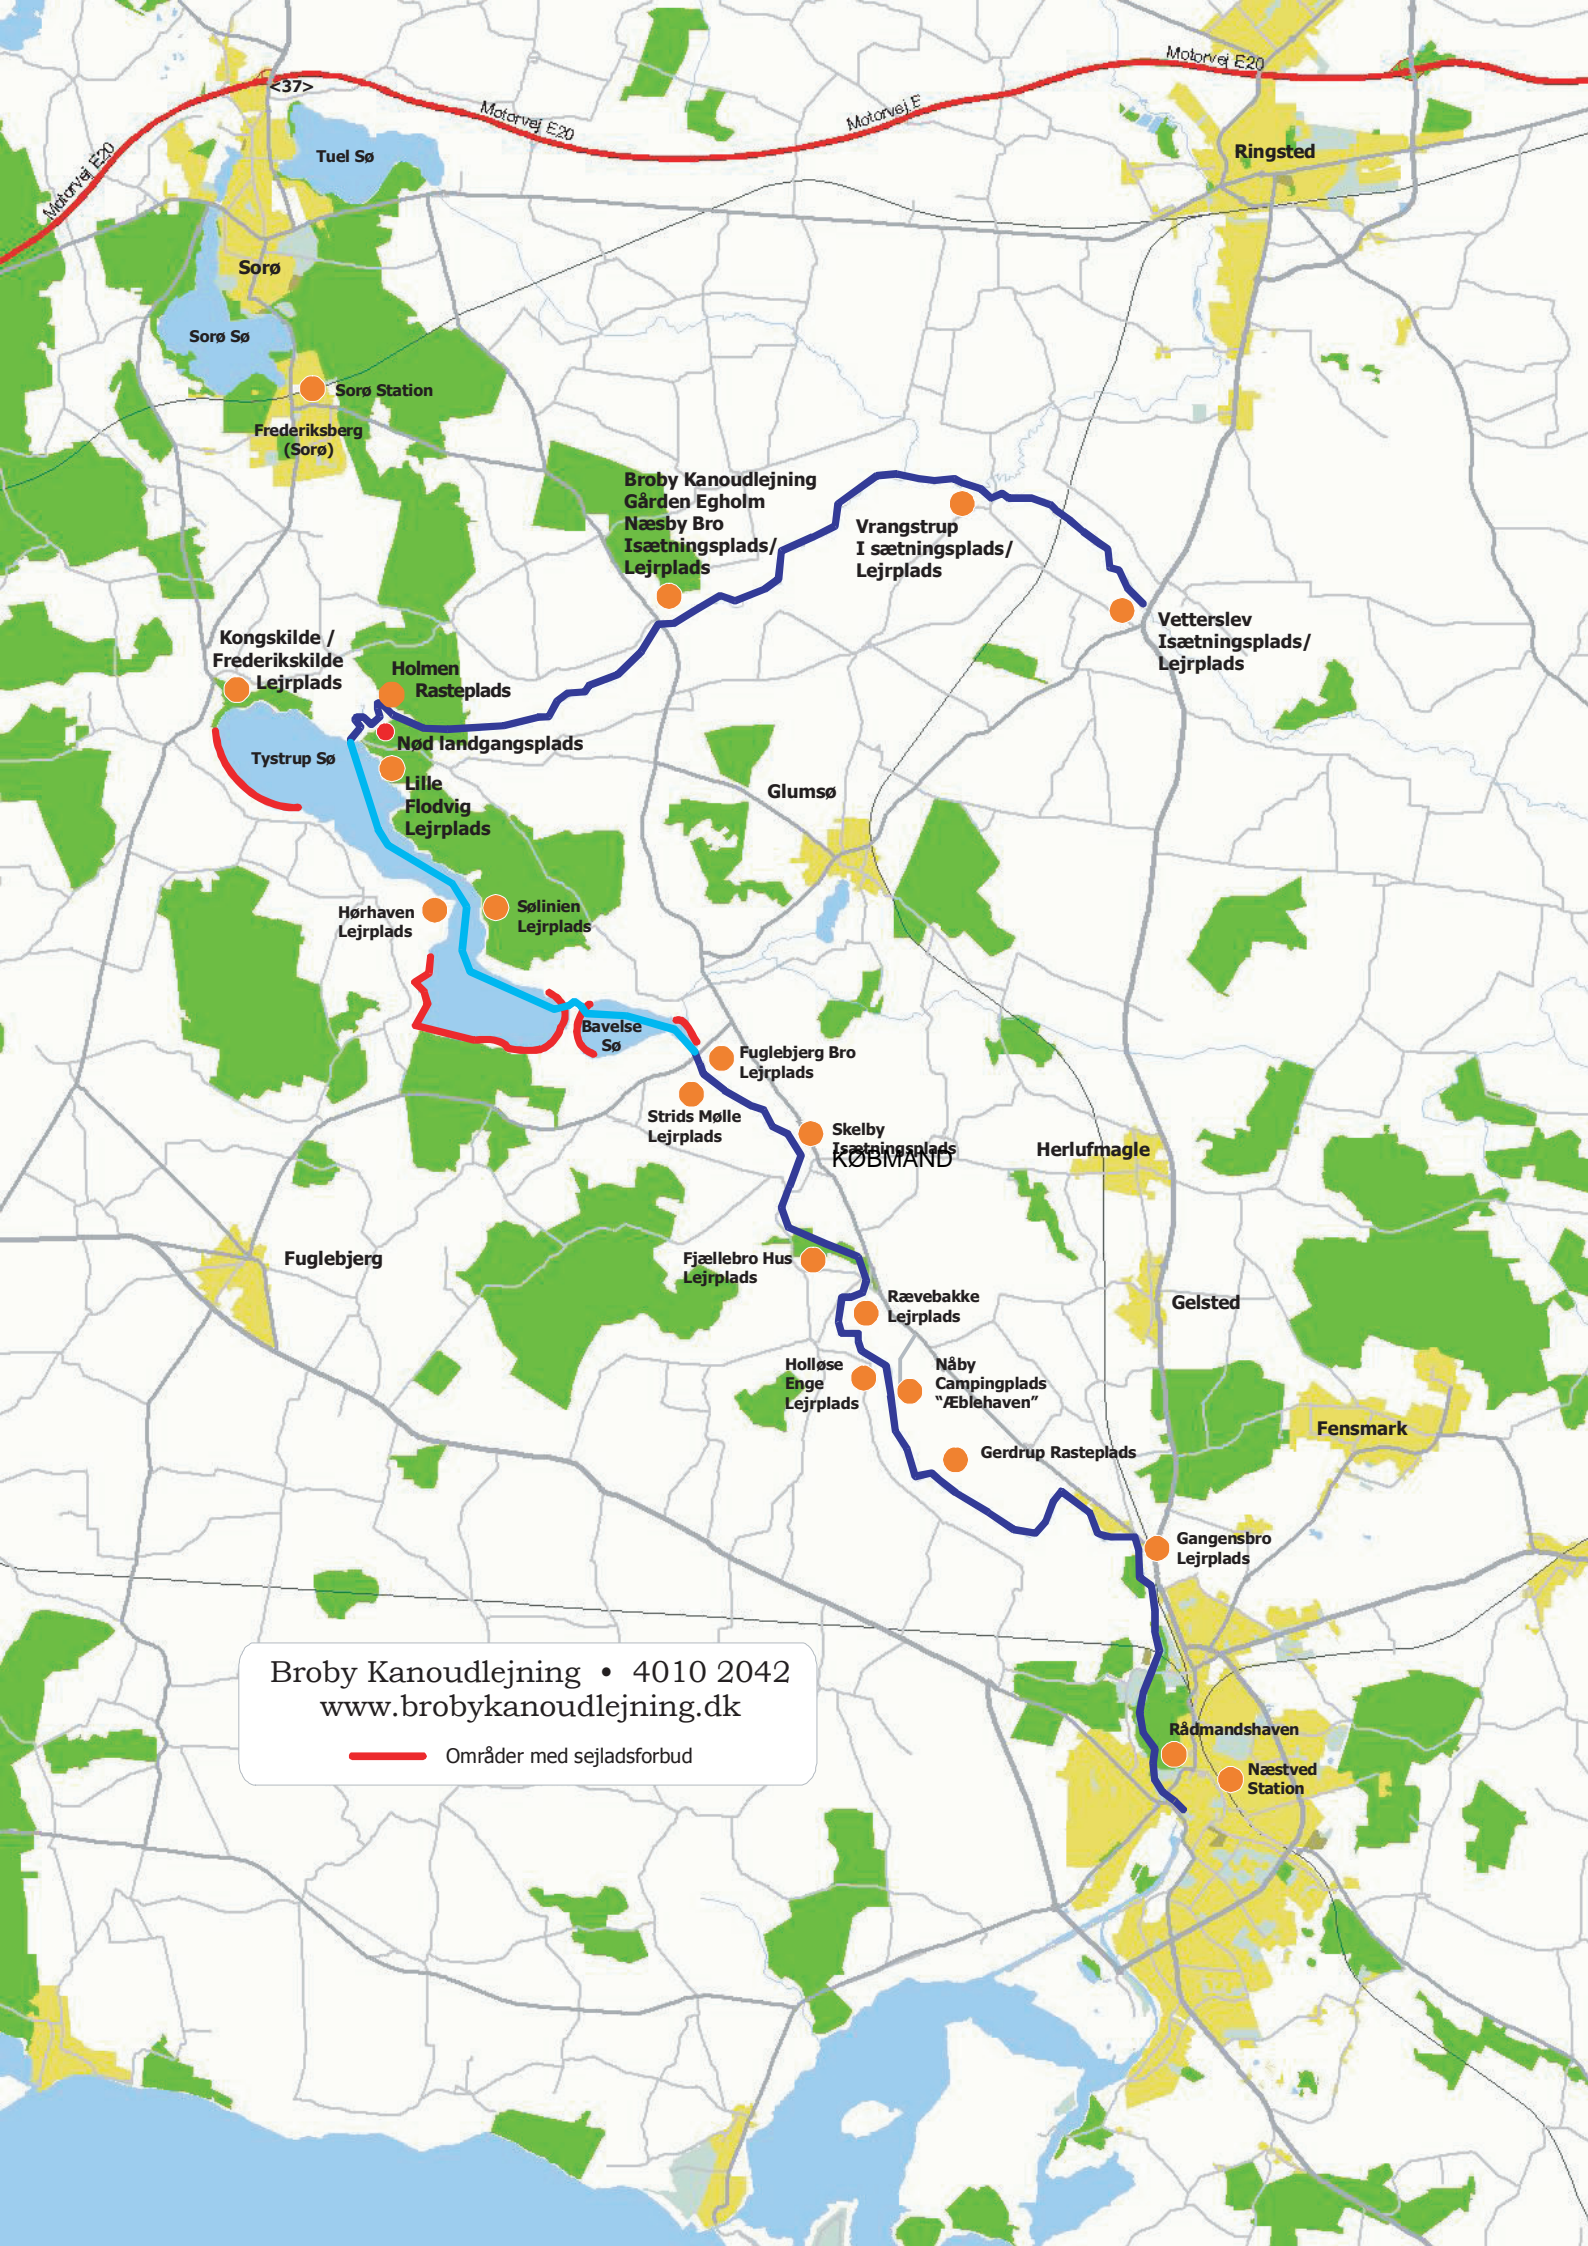 Motorvej E20
<37>
Motorvej E20
Motorvej E20
Motorvej E
Tuel Sø
Ringsted
Sorø
Sorø Sø
Sorø Station
Frederiksberg
(Sorø)
Broby Kanoudlejning
Gården Egholm
Næsby Bro
Isætningsplads/
Lejrplads
Vrangstrup
I sætningsplads/
Lejrplads
Vetterslev
Isætningsplads/
Lejrplads
Kongskilde /
Frederikskilde
Lejrplads
Holmen
Rasteplads
Nød landgangsplads
Tystrup Sø
Lille
Flodvig
Lejrplads
Glumsø
Hørhaven
Lejrplads
Sølinien
Lejrplads
Bavelse
Sø
Fuglebjerg Bro
Lejrplads
Strids Mølle
Lejrplads
Skelby
Isætningsplads
KØBMAND
Herlufmagle
Fuglebjerg
Fjællebro Hus
Lejrplads
Rævebakke
Lejrplads
Gelsted
Holløse
Enge
Lejrplads
Nåby
Campingplads
“Æblehaven”
Fensmark
Gerdrup Rasteplads
Gangensbro
Lejrplads
Broby Kanoudlejning • 4010 2042
www.brobykanoudlejning.dk
Områder med sejladsforbud
Rådmandshaven
Næstved
Station